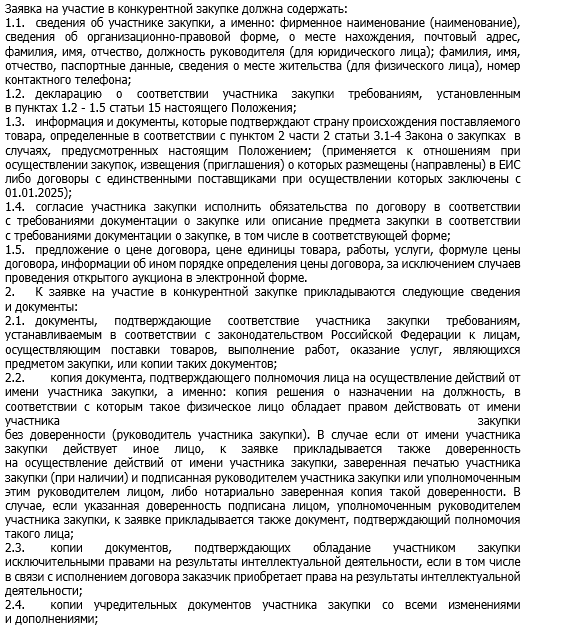 Заявка на участие в конкурентной закупке должна содержать:
1.1. сведения об участнике закупки, а именно: фирменное наименование (наименование),
сведения об организационно-правовой форме, о месте нахождения, почтовый адрес,
фамилия, имя, отчество, должность руководителя (для юридического лица); фамилия, имя,
отчество, паспортные данные, сведения о месте жительства (для физического лица), номер
контактного телефона;
1.2. декларацию о соответствии участника закупки требованиям, установленным
в пунктах 1.2 - 1.5 статьи 15 настоящего Положения;
1.3. информация и документы, которые подтверждают страну происхождения поставляемого
товара, определенные в соответствии с пунктом 2 части 2 статьи 3.1-4 Закона о закупках в
случаях, предусмотренных настоящим Положением; (применяется к отношениям при
осуществлении закупок, извещения (приглашения) о которых размещены (направлены) в ЕИС
либо договоры с единственными поставщиками при осуществлении которых заключены с
01.01.2025);
1.4. согласие участника закупки исполнить обязательства по договору в соответствии
с требованиями документации о закупке или описание предмета закупки в соответствии
с требованиями документации о закупке, в том числе в соответствующей форме;
1.5. предложение о цене договора, цене единицы товара, работы, услуги, формуле цены
договора, информации об ином порядке определения цены договора, за исключением случаев
проведения открытого аукциона в электронной форме.
2. К заявке на участие в конкурентной закупке прикладываются следующие сведения
и документы:
2.1. документы, подтверждающие соответствие участника закупки требованиям,
устанавливаемым в соответствии с законодательством Российской Федерации к лицам,
осуществляющим поставки товаров, выполнение работ, оказание услуг, являющихся
предметом закупки, или копии таких документов;
2.2. копия документа, подтверждающего полномочия лица на осуществление действий от
имени участника закупки, а именно: копия решения о назначении на должность, в
соответствии с которым такое физическое лицо обладает правом действовать от имени
участника закупки
без доверенности (руководитель участника закупки). В случае если от имени участника
закупки действует иное лицо, к заявке прикладывается также доверенность
на осуществление действий от имени участника закупки, заверенная печатью участника
закупки (при наличии) и подписанная руководителем участника закупки или уполномоченным
этим руководителем лицом, либо нотариально заверенная копия такой доверенности. В
случае, если указанная доверенность подписана лицом, уполномоченным руководителем
участника закупки, к заявке прикладывается также документ, подтверждающий полномочия
такого лица;
2.3. копии документов, подтверждающих обладание участником закупки
исключительными правами на результаты интеллектуальной деятельности, если в том числе
в связи с исполнением договора заказчик приобретает права на результаты интеллектуальной
деятельности;
2.4. копии учредительных документов участника закупки со всеми изменениями
и дополнениями;